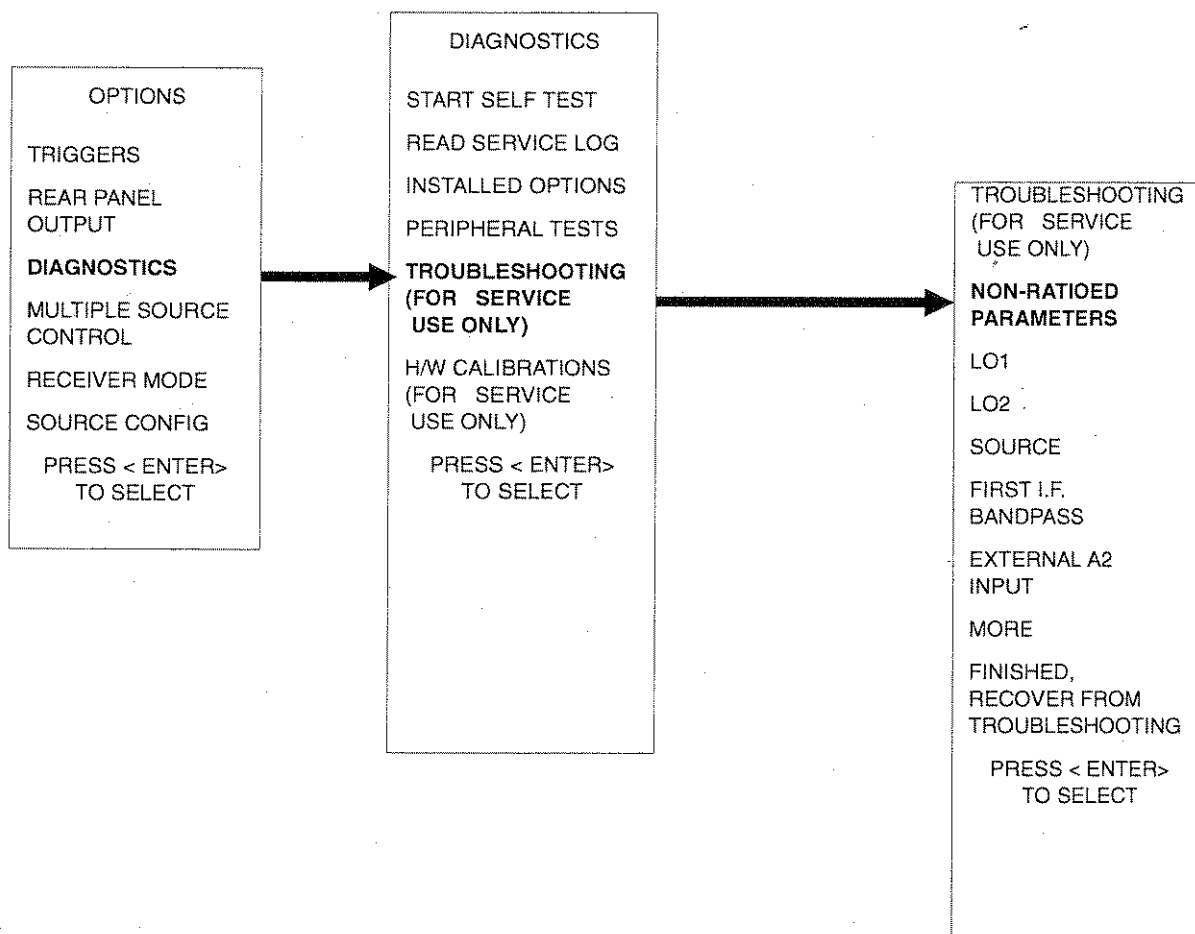 OPTIONS
TRIGGERS
REAR PANEL
OUTPUT
DIAGNOSTICS
MULTIPLE SOURCE
CONTROL
RECEIVER MODE
SOURCE CONFIG
PRESS < ENTER>
TO SELECT
DIAGNOSTICS
START SELF TEST
READ SERVICE LOG
INSTALLED OPTIONS
PERIPHERAL TESTS
TROUBLESHOOTING
(FOR SERVICE
USE ONLY)
H/W CALIBRATIONS
(FOR SERVICE
USE ONLY)
PRESS < ENTER>
TO SELECT
TROUBLESHOOTING
(FOR SERVICE
USE ONLY)
NON-RATIOED
PARAMETERS
LO1
LO2
SOURCE
FIRST I.F.
BANDPASS
EXTERNAL A2
INPUT
MORE
FINISHED,
RECOVER FROM
TROUBLESHOOTING
PRESS < ENTER>
TO SELECT